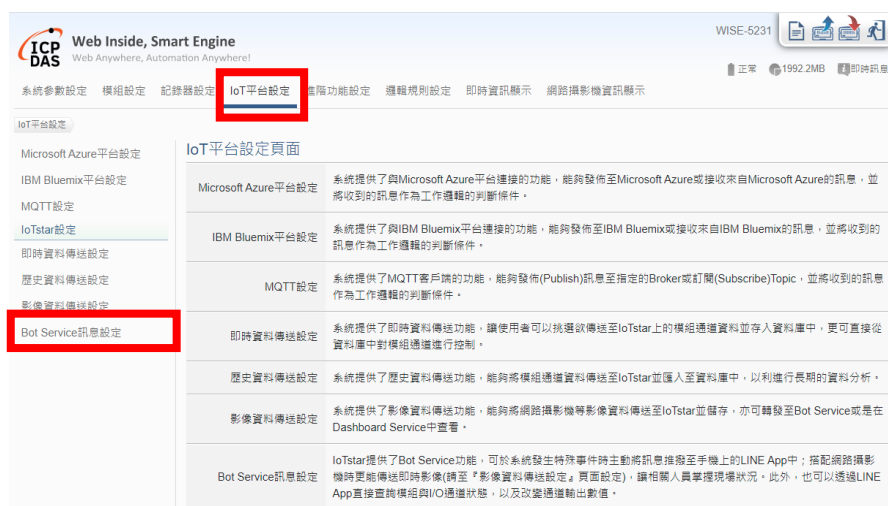 ICP
DAS
Web Inside, Smart Engine
Web Anywhere, Automation Anywhere!
WISE-5231
正常 1992.2MB 即時訊息
系統參數設定 模組設定 記錄器設定 IoT平台設定 進階功能設定 邏輯規則設定 即時資訊顯示 網路攝影機資訊顯示
IoT平台設定
Microsoft Azure平台設定
IBM Bluemix平台設定
MQTT設定
IoTstar設定
即時資料傳送設定
歷史資料傳送設定
影像資料傳送設定
Bot Service訊息設定
IoT平台設定頁面
Microsoft Azure平台設定
系統提供了與Microsoft Azure平台連接的功能，能夠發佈至Microsoft Azure或接收來自Microsoft Azure的訊息，並
將收到的訊息作為工作邏輯的判斷條件。
IBM Bluemix平台設定
系統提供了與IBM Bluemix平台連接的功能，能夠發佈至IBM Bluemix或接收來自IBM Bluemix的訊息，並將收到的
訊息作為工作邏輯的判斷條件。
MQTT設定
系統提供了MQTT客戶端的功能，能夠發佈(Publish)訊息至指定的Broker或訂閱(Subscribe)Topic，並將收到的訊息
作為工作邏輯的判斷條件。
即時資料傳送設定
系統提供了即時資料傳送功能，讓使用者可以挑選欲傳送至IoTstar上的模組通道資料並存入資料庫中，更可直接從
資料庫中對模組通道進行控制。
歷史資料傳送設定
系統提供了歷史資料傳送功能，能夠將模組通道資料傳送至IoTstar並匯入至資料庫中，以利進行長期的資料分析。
影像資料傳送設定
系統提供了影像資料傳送功能，能夠將網路攝影機等影像資料傳送至IoTstar並儲存，亦可轉發至Bot Service或是在
Dashboard Service中查看。
Bot Service訊息設定
IoTstar提供了Bot Service功能，可於系統發生特殊事件時主動將訊息推撥至手機上的LINE App中；搭配網路攝影
機時更能傳送即時影像(請至『影像資料傳送設定』頁面設定)，讓相關人員掌握現場狀況。此外，也可以透過LINE
App直接查詢模組與I/O通道狀態，以及改變通道輸出數值。